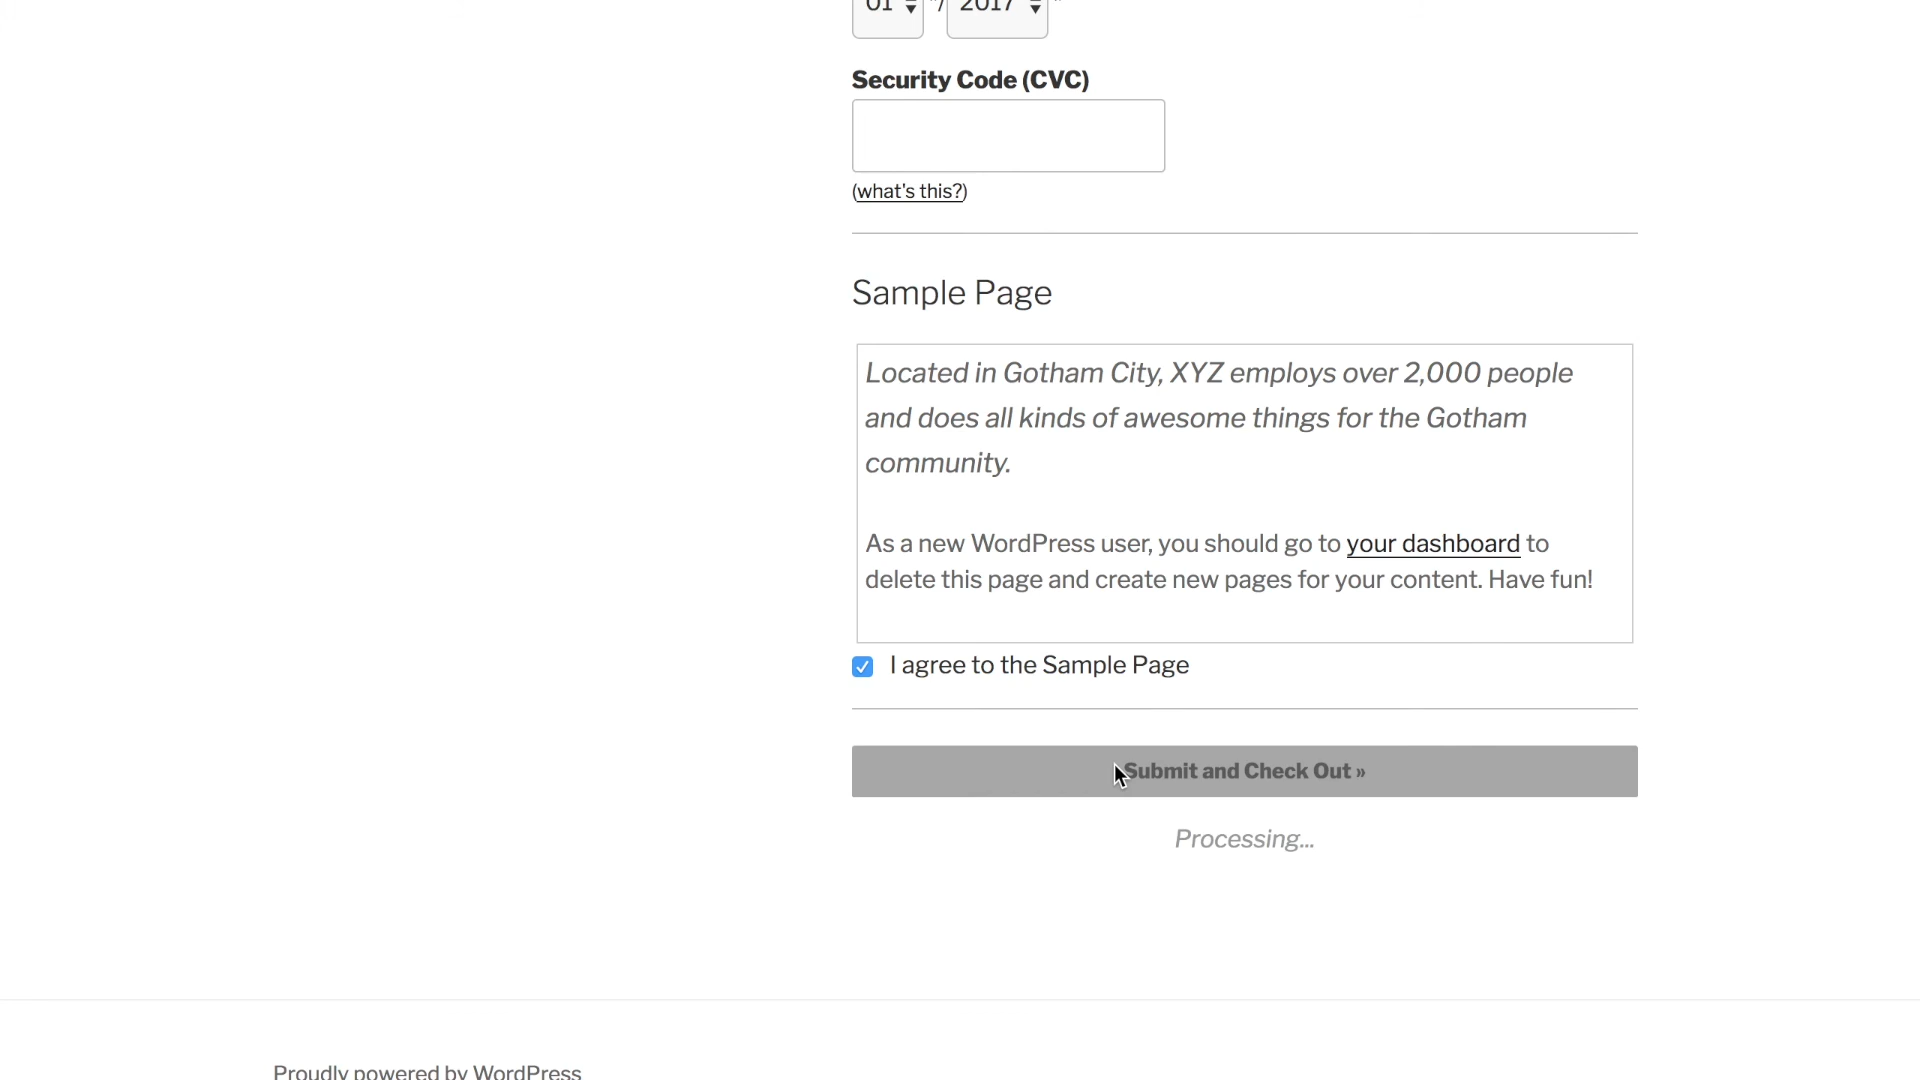 01 */ 2017 *
Security Code (CVC)
(what's this?)
Sample Page
Located in Gotham City, XYZ employs over 2,000 people
and does all kinds of awesome things for the Gotham
community.
As a new WordPress user, you should go to your dashboard to
delete this page and create new pages for your content. Have fun!
I agree to the Sample Page
Submit and Check Out »
Processing...
Proudly powered by WordPress